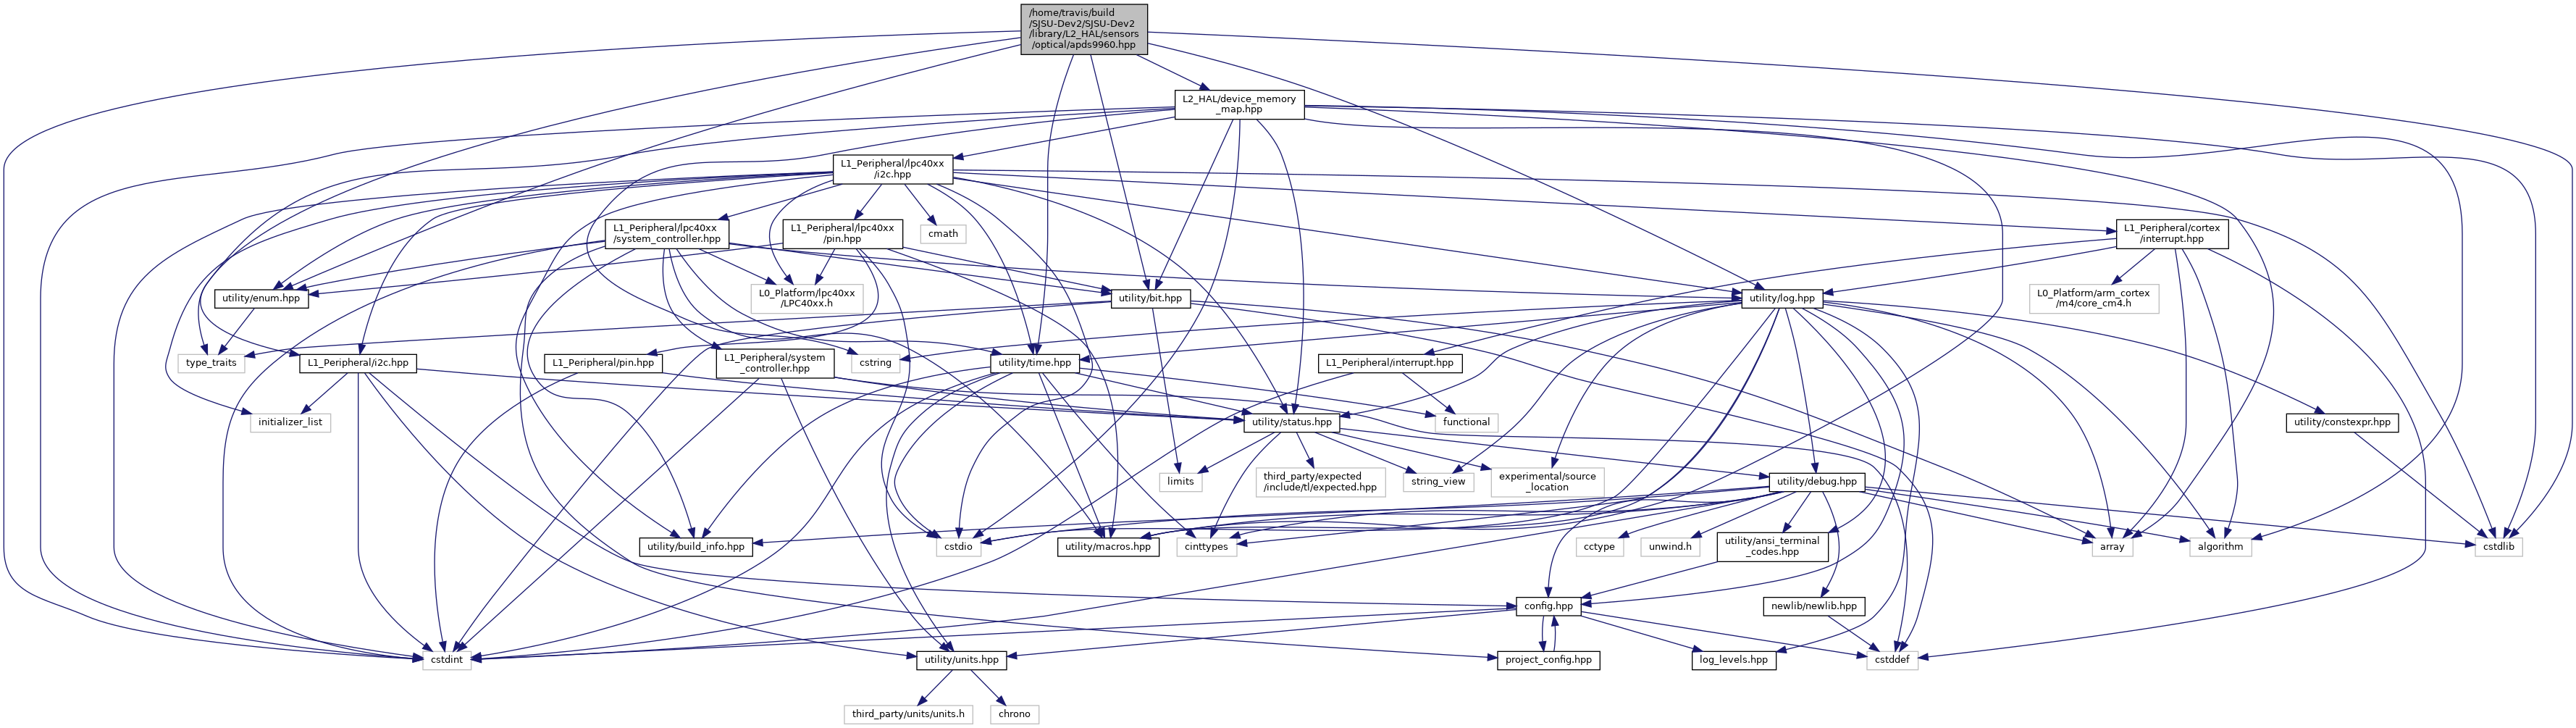 /home/travis/build
/SJSU-Dev2/SJSU-Dev2
/library/L2_HAL/sensors
/optical/apds9960.hpp
L2_HAL/device_memory
_map.hpp
L1_Peripheral/lpc40xx
/i2c.hpp
L1_Peripheral/lpc40xx
/system_controller.hpp
L1_Peripheral/lpc40xx
/pin.hpp
cmath
L1_Peripheral/cortex
/interrupt.hpp
utility/enum.hpp
L0_Platform/lpc40xx
/LPC40xx.h
utility/bit.hpp
utility/log.hpp
L0_Platform/arm_cortex
/m4/core_cm4.h
type_traits
L1_Peripheral/i2c.hpp
L1_Peripheral/pin.hpp
L1_Peripheral/system
_controller.hpp
cstring
utility/time.hpp
L1_Peripheral/interrupt.hpp
initializer_list
utility/status.hpp
functional
utility/constexpr.hpp
limits
third_party/expected
/include/tl/expected.hpp
string_view
experimental/source
_location
utility/debug.hpp
utility/build_info.hpp
cstdio
utility/macros.hpp
cinttypes
cctype
unwind.h
utility/ansi_terminal
_codes.hpp
array
algorithm
cstdlib
config.hpp
newlib/newlib.hpp
cstdint
utility/units.hpp
project_config.hpp
log_levels.hpp
cstddef
third_party/units/units.h
chrono